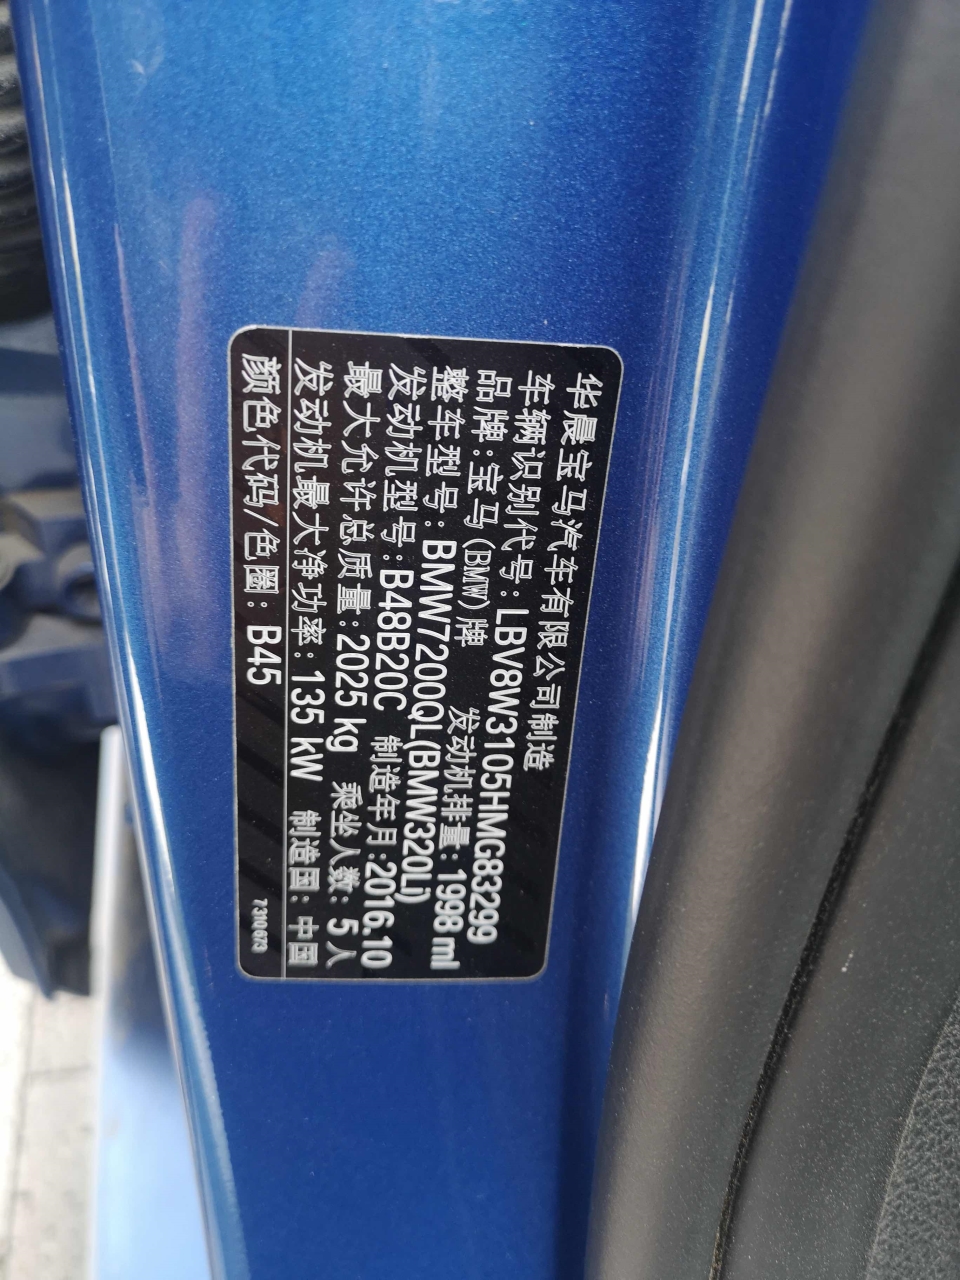 华晨宝马汽车有限公司制造
车辆识别代号: LBV8W3105HMG83299
品牌:宝马(BMW)牌 发动机排量: 1998 ml
整车型号: BMW7200QL(BMW320Li)
发动机型号: B48B20C 制造年月:2016.10
最大允许总质量: 2025 kg 乘坐人数: 5 人
发动机最大净功率: 135 kW 制造国: 中国
颜色代码/色圈: B45 7310673